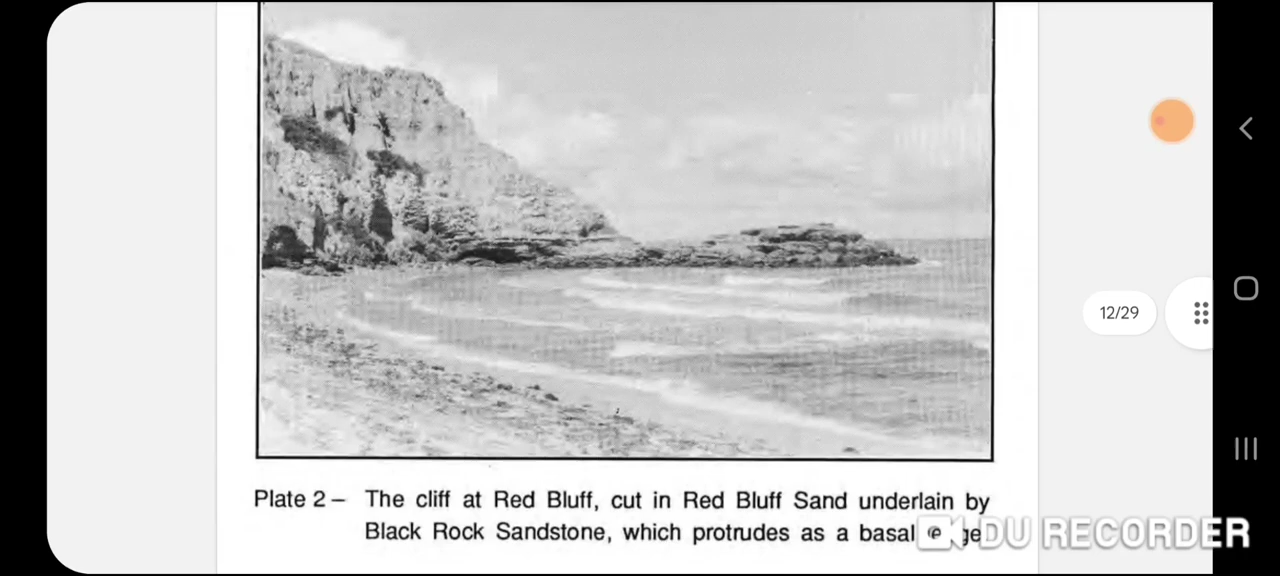 12/29
Plate 2 – The cliff at Red Bluff, cut in Red Bluff Sand underlain by
Black Rock Sandstone, which protrudes as a basal
DU RECORDER